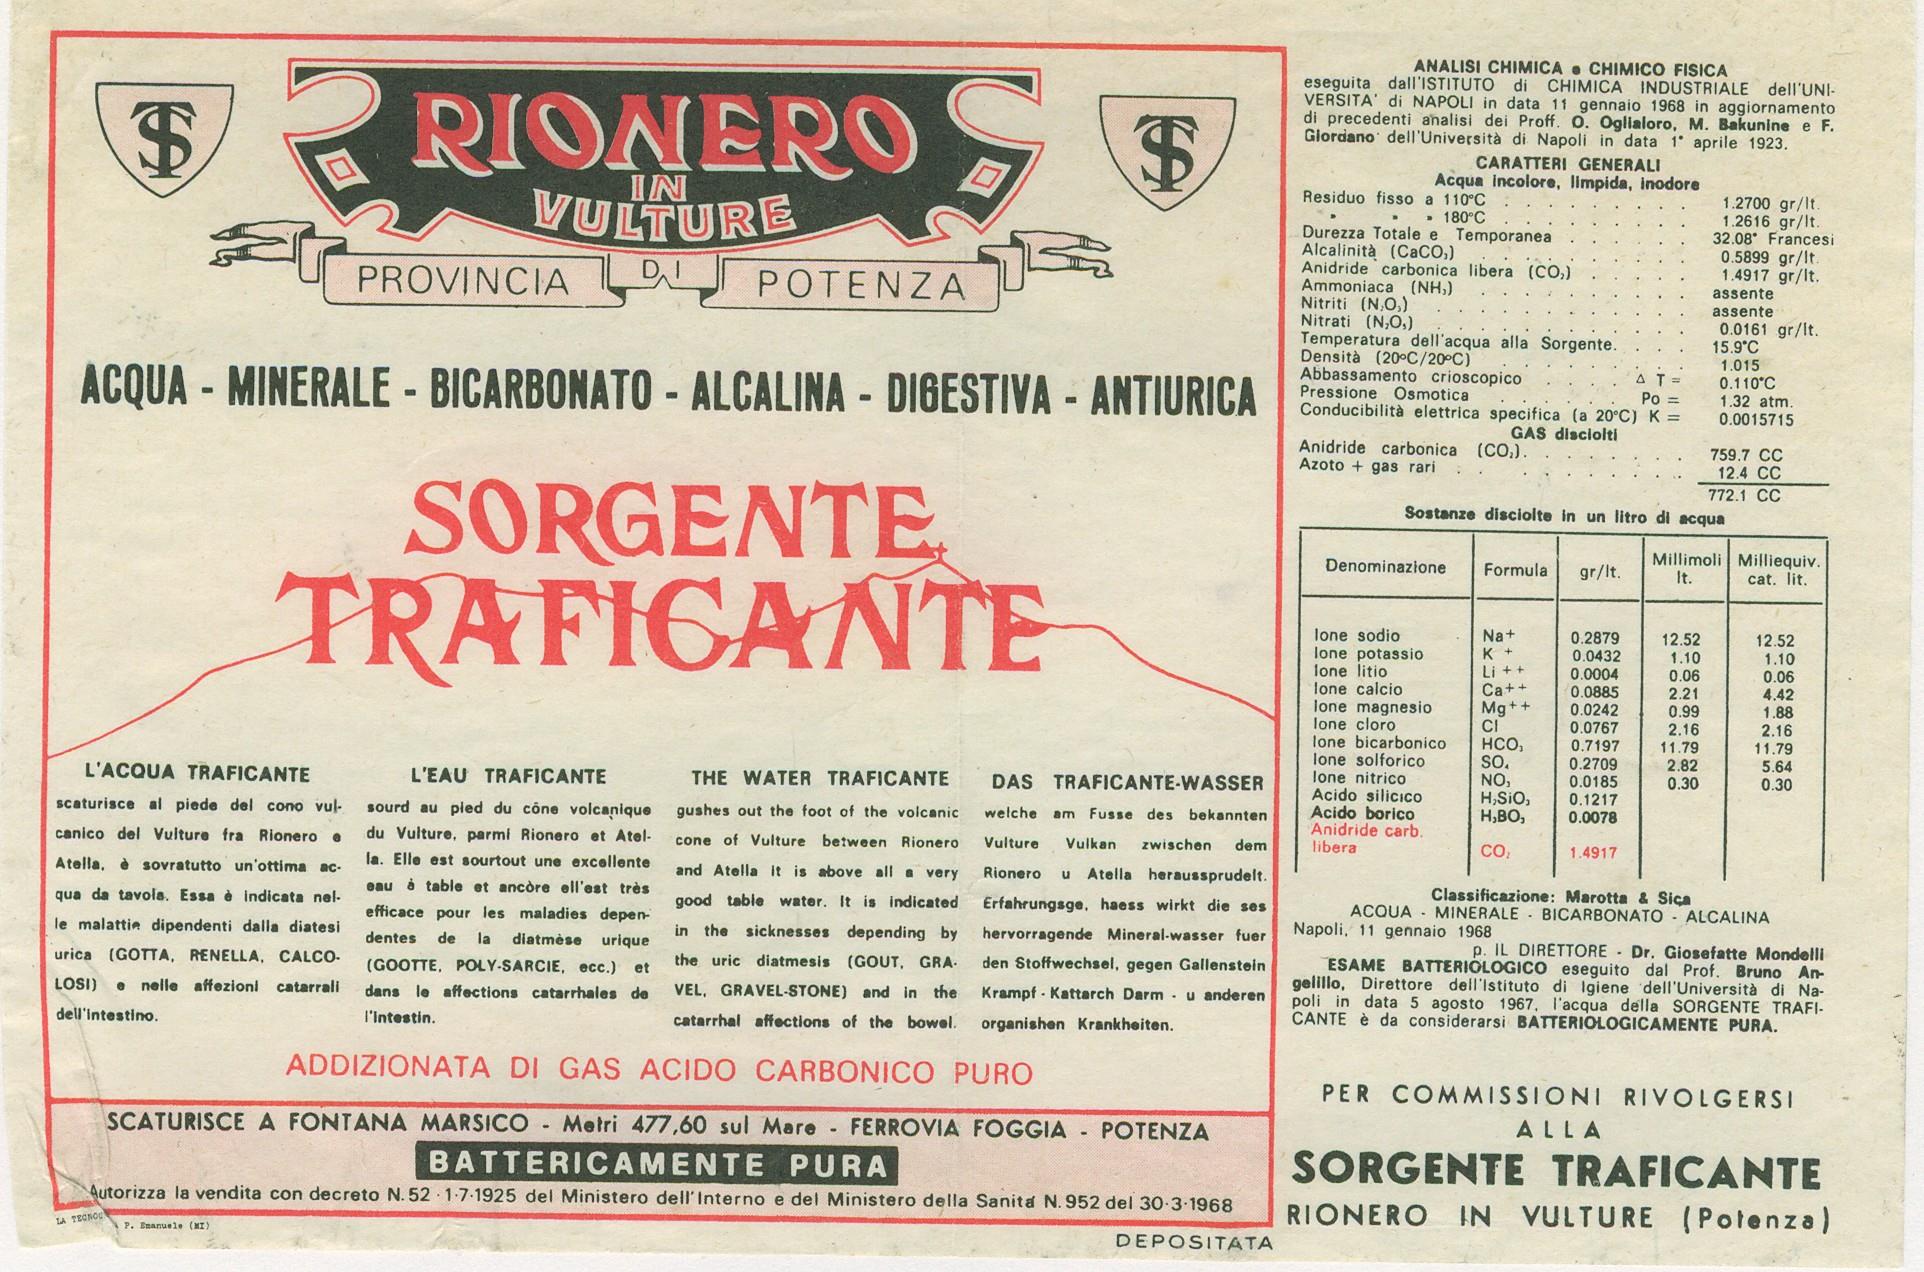 TS
RIONERO
IN
VULTURE
PROVINCIA DI POTENZA
TS
ACQUA - MINERALE - BICARBONATO - ALCALINA - DIGESTIVA - ANTIURICA
SORGENTE
TRAFICANTE
L'ACQUA TRAFICANTE
scaturisce al piede del cono vul-
canico del Vulture fra Rionero e
Atella, è sovratutto un'ottima ac-
qua da tavola. Essa è indicata nel-
le malattie dipendenti dalla diatesi
urica (GOTTA, RENELLA, CALCO-
LOSI) e nelle affezioni catarrali
dell'intestino.
L'EAU TRAFICANTE
sourd au pied du cône volcanique
du Vulture, parmi Rionero et Atel-
la. Elle est sourtout une excellente
eau à table et ancòre ell'est très
efficace pour les maladies depen-
dentes de la diatmèse urique
(GOOTTE, POLY-SARCIE, ecc.) et
dans le affections catarrhales de
l'intestin.
THE WATER TRAFICANTE
gushes out the foot of the volcanic
cone of Vulture between Rionero
and Atella it is above all a very
good table water. It is indicated
in the sicknesses depending by
the uric diatmesis (GOUT, GRA-
VEL, GRAVEL-STONE) and in the
catarrhal affections of the bowel.
DAS TRAFICANTE-WASSER
welche am Fusse des bekannten
Vulture Vulkan zwischen dem
Rionero u Atella heraussprudelt.
Erfahrungsge, haess wirkt die ses
hervorragende Mineral-wasser fuer
den Stoffwechsel, gegen Gallenstein
Krampf - Kattarch Darm - u anderen
organishen Krankheiten.
ADDIZIONATA DI GAS ACIDO CARBONICO PURO
SCATURISCE A FONTANA MARSICO - Metri 477,60 sul Mare - FERROVIA FOGGIA - POTENZA
BATTERICAMENTE PURA
Autorizza la vendita con decreto N. 52 - 1-7-1925 del Ministero dell'Interno e del Ministero della Sanità N. 952 del 30-3-1968
LA TECNOG P. Emanuele (MI)
DEPOSITATA
ANALISI CHIMICA e CHIMICO FISICA
eseguita dall'ISTITUTO di CHIMICA INDUSTRIALE dell'UNI-
VERSITA' di NAPOLI in data 11 gennaio 1968 in aggiornamento
di precedenti analisi dei Proff. O. Oglialoro, M. Bakunine e F.
Giordano dell'Università di Napoli in data 1° aprile 1923.
CARATTERI GENERALI
Acqua incolore, limpida, inodore
Residuo fisso a 110°C . . . . . . . . . 1.2700 gr/lt.
" " " 180°C . . . . . . . . . 1.2616 gr/lt.
Durezza Totale e Temporanea . . . . . . 32.08° Francesi
Alcalinità (CaCO₃) . . . . . . . . . . 0.5899 gr/lt.
Anidride carbonica libera (CO₂) . . . . . 1.4917 gr/lt.
Ammoniaca (NH₃) . . . . . . . . . . assente
Nitriti (N₂O₃) . . . . . . . . . . . assente
Nitrati (N₂O₅) . . . . . . . . . . . 0.0161 gr/lt.
Temperatura dell'acqua alla Sorgente. . . . 15.9°C
Densità (20°C/20°C) . . . . . . . . . 1.015
Abbassamento crioscopico . . . . Δ T = 0.110°C
Pressione Osmotica . . . . . . Po = 1.32 atm.
Conducibilità elettrica specifica (a 20°C) K = 0.0015715
GAS disciolti
Anidride carbonica (CO₂). . . . . . . . 759.7 CC
Azoto + gas rari . . . . . . . . . . 12.4 CC
772.1 CC
Sostanze disciolte in un litro di acqua
Denominazione Formula gr/lt. Millimoli lt. Milliequiv. cat. lit.
Ione sodio Na+ 0.2879 12.52 12.52
Ione potassio K + 0.0432 1.10 1.10
Ione litio Li ++ 0.0004 0.06 0.06
Ione calcio Ca++ 0.0885 2.21 4.42
Ione magnesio Mg++ 0.0242 0.99 1.88
Ione cloro Cl 0.0767 2.16 2.16
Ione bicarbonico HCO₃ 0.7197 11.79 11.79
Ione solforico SO₄ 0.2709 2.82 5.64
Ione nitrico NO₃ 0.0185 0.30 0.30
Acido silicico H₂SiO₃ 0.1217
Acido borico H₃BO₃ 0.0078
Anidride carb.
libera CO₂ 1.4917
Classificazione: Marotta & Sica
ACQUA - MINERALE - BICARBONATO - ALCALINA
Napoli, 11 gennaio 1968
p. IL DIRETTORE - Dr. Giosefatte Mondelli
ESAME BATTERIOLOGICO eseguito dal Prof. Bruno An-
gelillo, Direttore dell'Istituto di Igiene dell'Università di Na-
poli in data 5 agosto 1967, l'acqua della SORGENTE TRAFI-
CANTE è da considerarsi BATTERIOLOGICAMENTE PURA.
PER COMMISSIONI RIVOLGERSI
ALLA
SORGENTE TRAFICANTE
RIONERO IN VULTURE (Potenza)